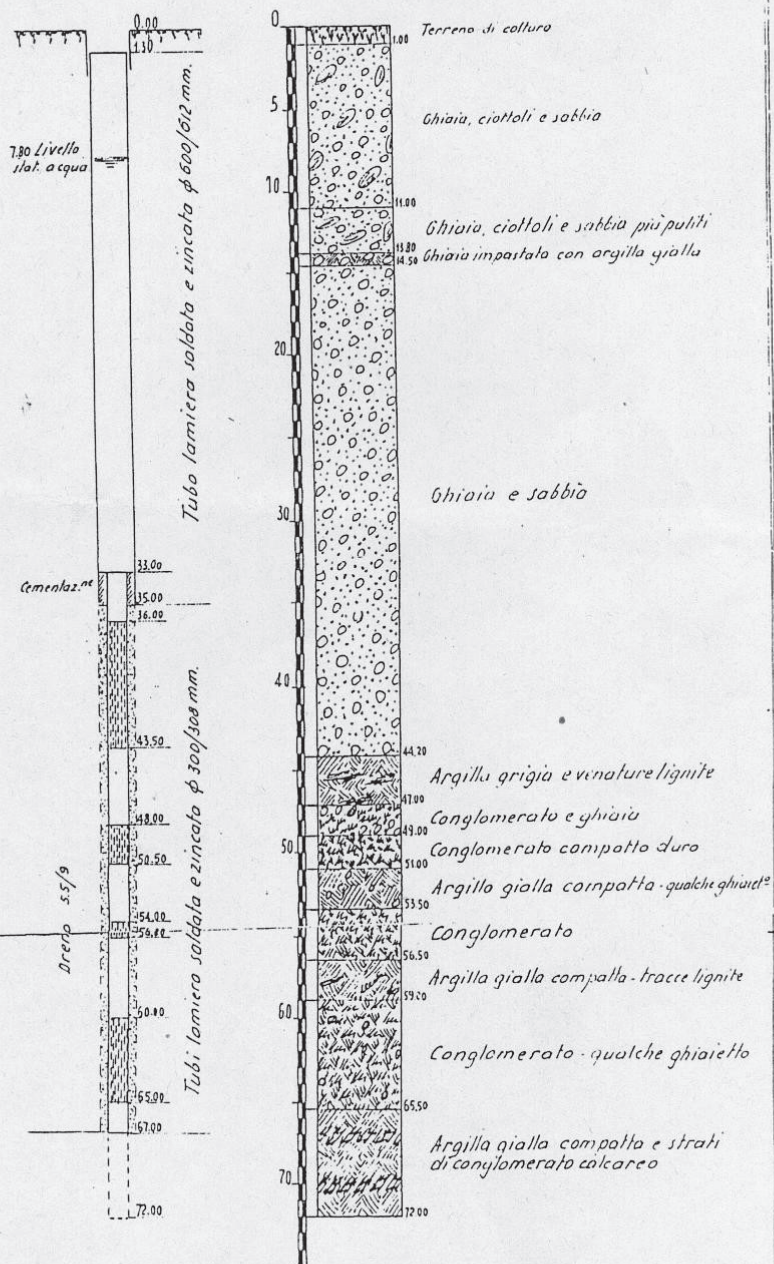 0.00
1.30
7.80 Livello
stat. acqua
Tubo lamiera saldata e zincata φ 600/612 mm.
33.00
Cementaz.ne
35.00
36.00
43.50
48.00
50.50
54.00
60.00
65.00
67.00
72.00
Dreno 5.5/9
Tubi lamiera saldata e zincata φ 300/308 mm.
0
5
10
20
30
40
50
60
70
Terreno di colturo
1.00
Ghiaia, ciottoli e sabbia
11.00
Ghiaia, ciottoli e sabbia più puliti
13.80
Ghiaia impastata con argilla gialla
14.50
Ghiaia e sabbia
44.20
Argilla grigia e venature lignite
47.00
Conglomerato e ghiaia
49.00
Conglomerato compatto duro
51.00
Argilla gialla compatta - qualche ghiaietº
53.50
Conglomerato
56.50
Argilla gialla compatta - tracce lignite
59.00
Conglomerato - qualche ghiaietto
65.50
Argilla gialla compatta e strati
di conglomerato calcareo
72.00